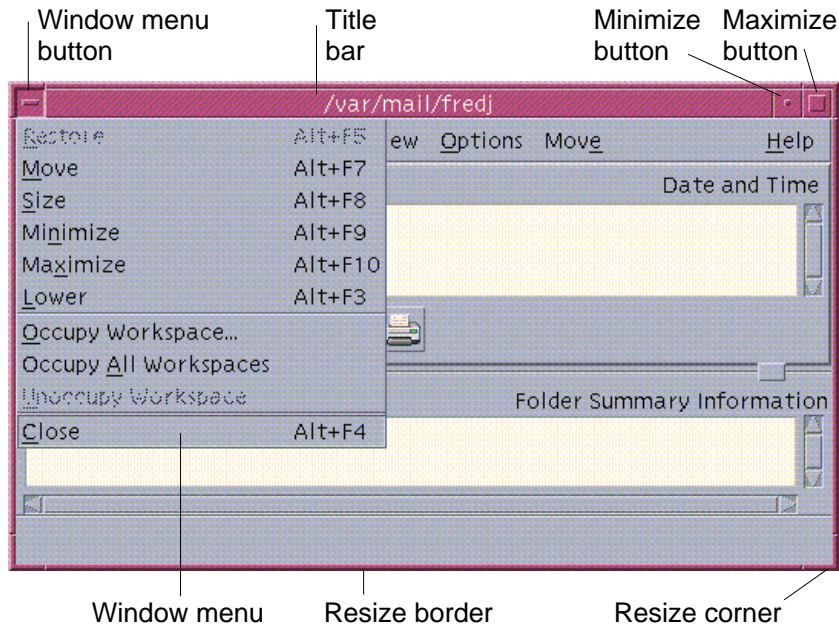 Window menu button
Title bar
Minimize button
Maximize button
/var/mail/fredj
Restore Alt+F5
ew Options Move Help
Move Alt+F7
Date and Time
Size Alt+F8
Minimize Alt+F9
Maximize Alt+F10
Lower Alt+F3
Occupy Workspace...
Occupy All Workspaces
Unoccupy Workspace
Folder Summary Information
Close Alt+F4
Window menu
Resize border
Resize corner